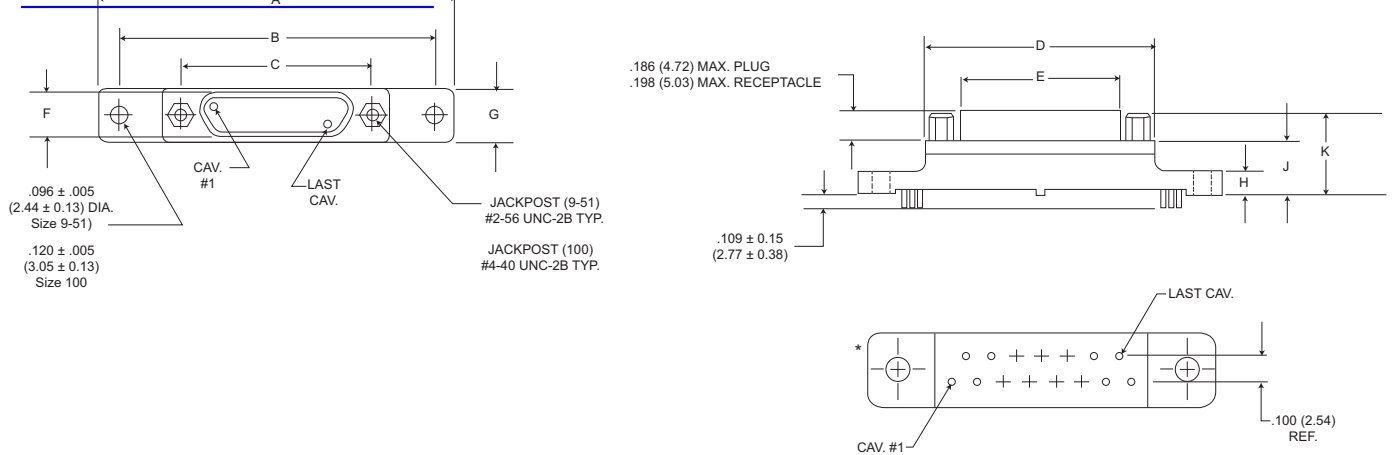 A
B
C
F
G
CAV.
#1
LAST
CAV.
.096 ± .005
(2.44 ± 0.13) DIA.
Size 9-51)
.120 ± .005
(3.05 ± 0.13)
Size 100
JACKPOST (9-51)
#2-56 UNC-2B TYP.
JACKPOST (100)
#4-40 UNC-2B TYP.
.186 (4.72) MAX. PLUG
.198 (5.03) MAX. RECEPTACLE
D
E
K
J
H
.109 ± 0.15
(2.77 ± 0.38)
LAST CAV.
*
CAV. #1
.100 (2.54)
REF.